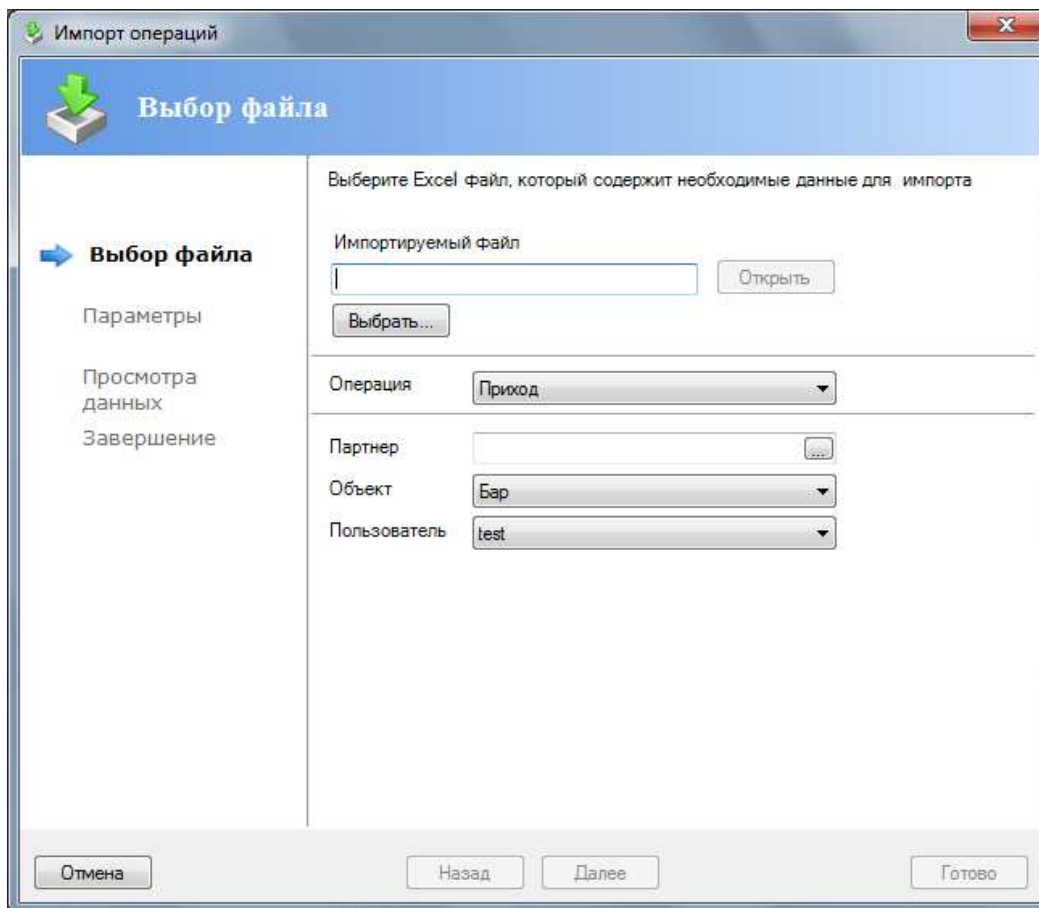 Импорт операций
Выбор файла
Выберите Excel файл, который содержит необходимые данные для импорта
Выбор файла
Параметры
Просмотра
данных
Завершение
Импортируемый файл
Открыть
Выбрать...
Операция
Приход
Партнер
...
Объект
Бар
Пользователь
test
Отмена
Назад
Далее
Готово